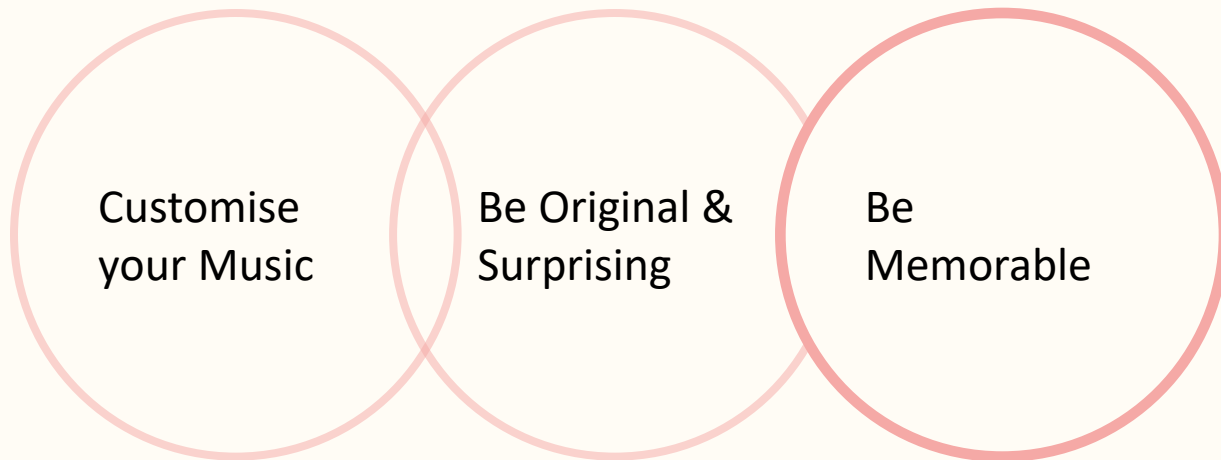 Customise
your Music
Be Original &
Surprising
Be
Memorable